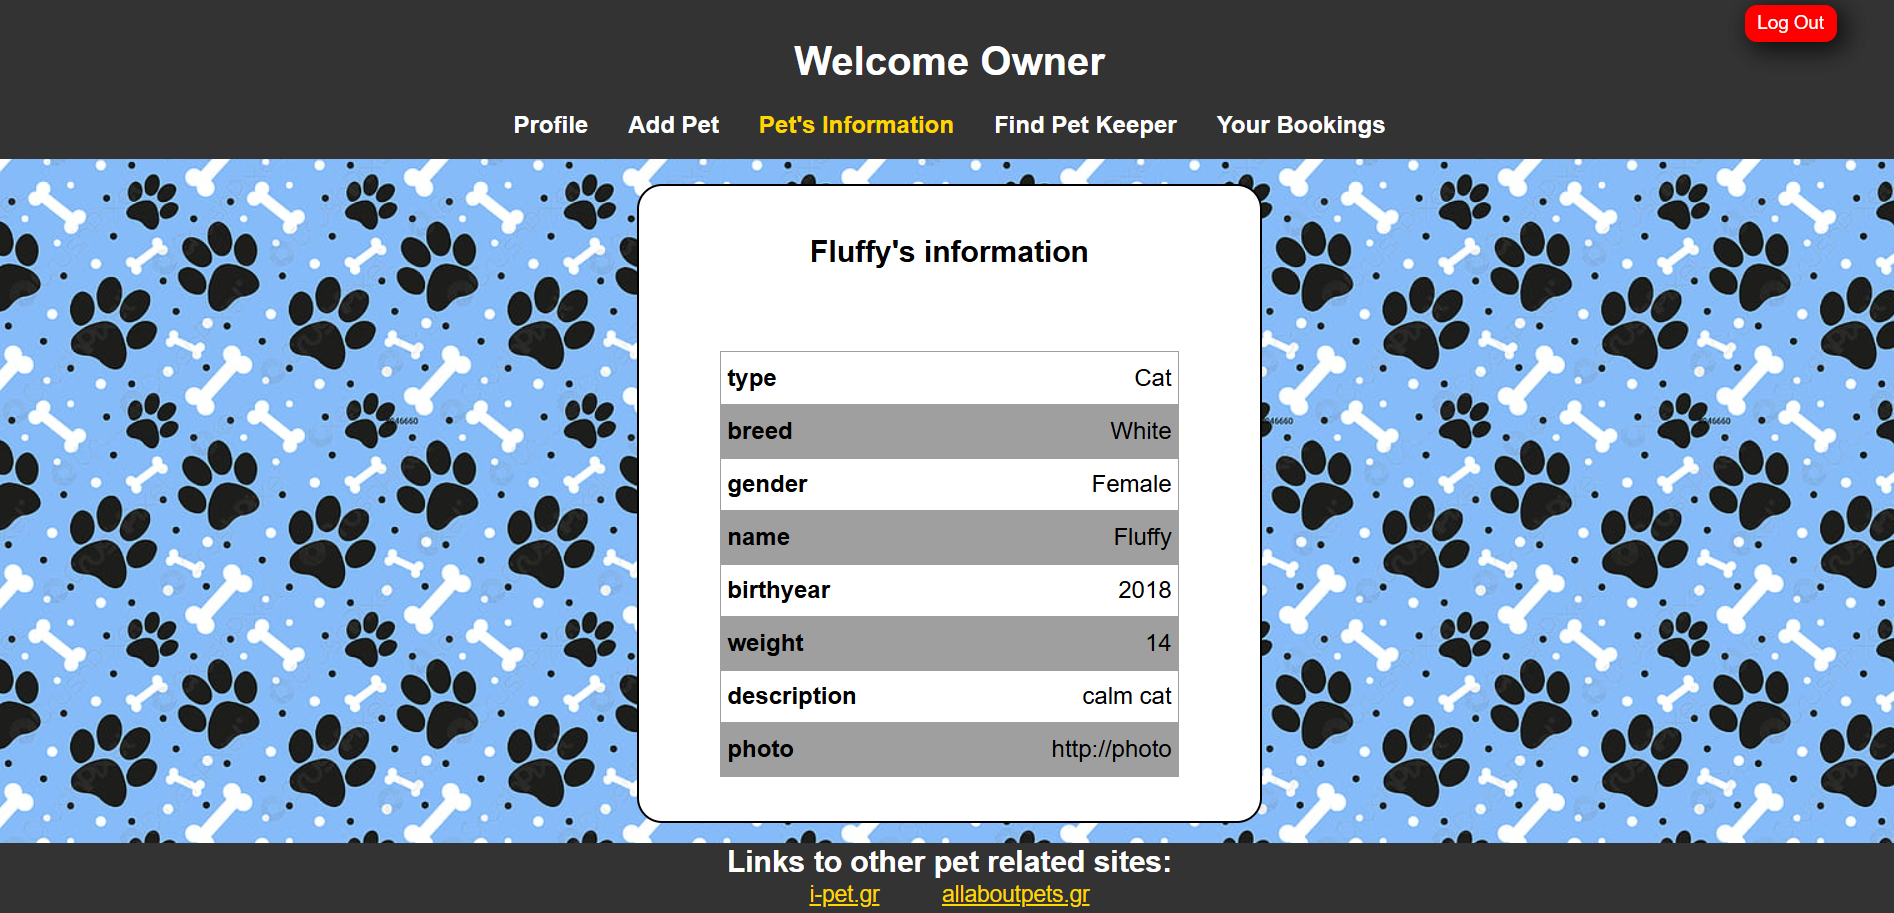 Log Out
Welcome Owner
Profile Add Pet Pet's Information Find Pet Keeper Your Bookings
Fluffy's information
type Cat
breed White
gender Female
name Fluffy
birthyear 2018
weight 14
description calm cat
photo http://photo
Links to other pet related sites:
i-pet.gr allaboutpets.gr